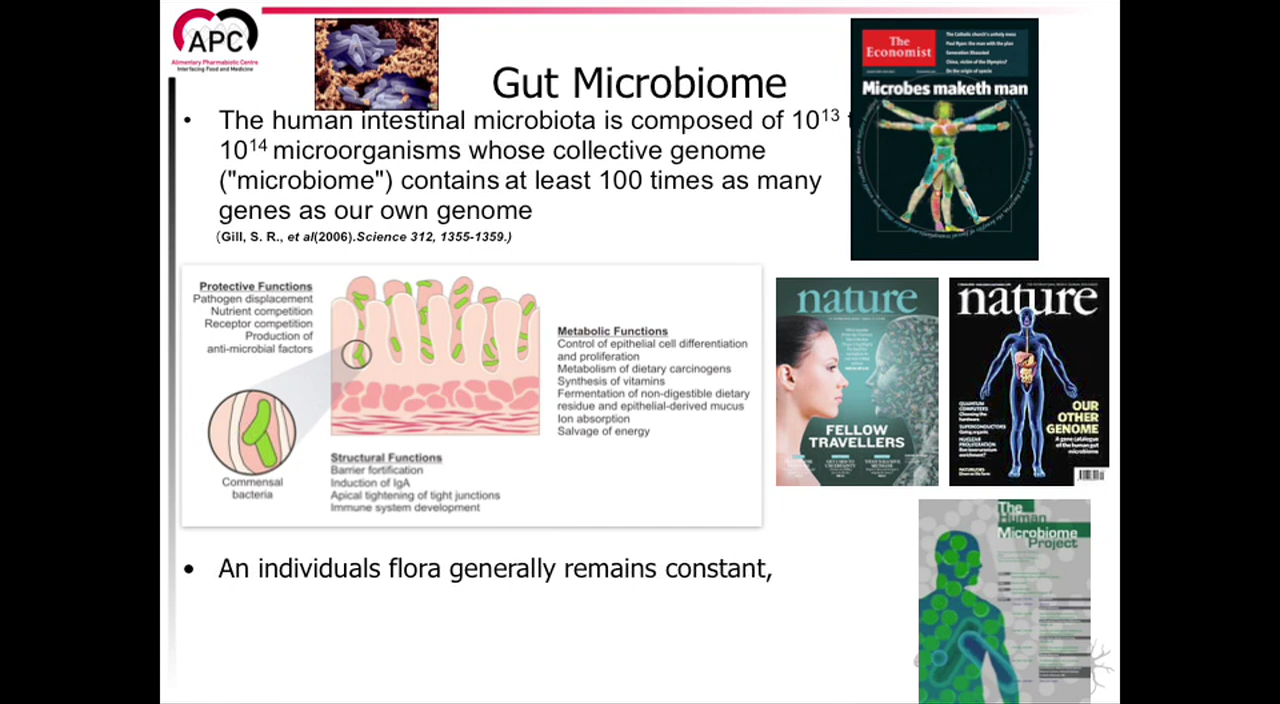 APC
Alimentary Pharmabiotic Centre
Interfacing Food and Medicine
Gut Microbiome
• The human intestinal microbiota is composed of 10¹³
10¹⁴ microorganisms whose collective genome
("microbiome") contains at least 100 times as many
genes as our own genome
(Gill, S. R., et al(2006).Science 312, 1355-1359.)
The
Economist
The Catholic church's unholy mess
Paul Ryan: the man with the plan
Generation Xhausted
China, victim of the Olympics?
On the origin of specie
Microbes maketh man
Protective Functions
Pathogen displacement
Nutrient competition
Receptor competition
Production of
anti-microbial factors
Commensal
bacteria
Metabolic Functions
Control of epithelial cell differentiation
and proliferation
Metabolism of dietary carcinogens
Synthesis of vitamins
Fermentation of non-digestible dietary
residue and epithelial-derived mucus
Ion absorption
Salvage of energy
Structural Functions
Barrier fortification
Induction of IgA
Apical tightening of tight junctions
Immune system development
nature
FELLOW
TRAVELLERS
nature
QUANTUM
COMPUTERS
SUPERCONDUCTORS
NUCLEAR
PROLIFERATION
OUR
OTHER
GENOME
A gene catalogue
of the human gut
microbiome
• An individuals flora generally remains constant,
The
Human
Microbiome
Project